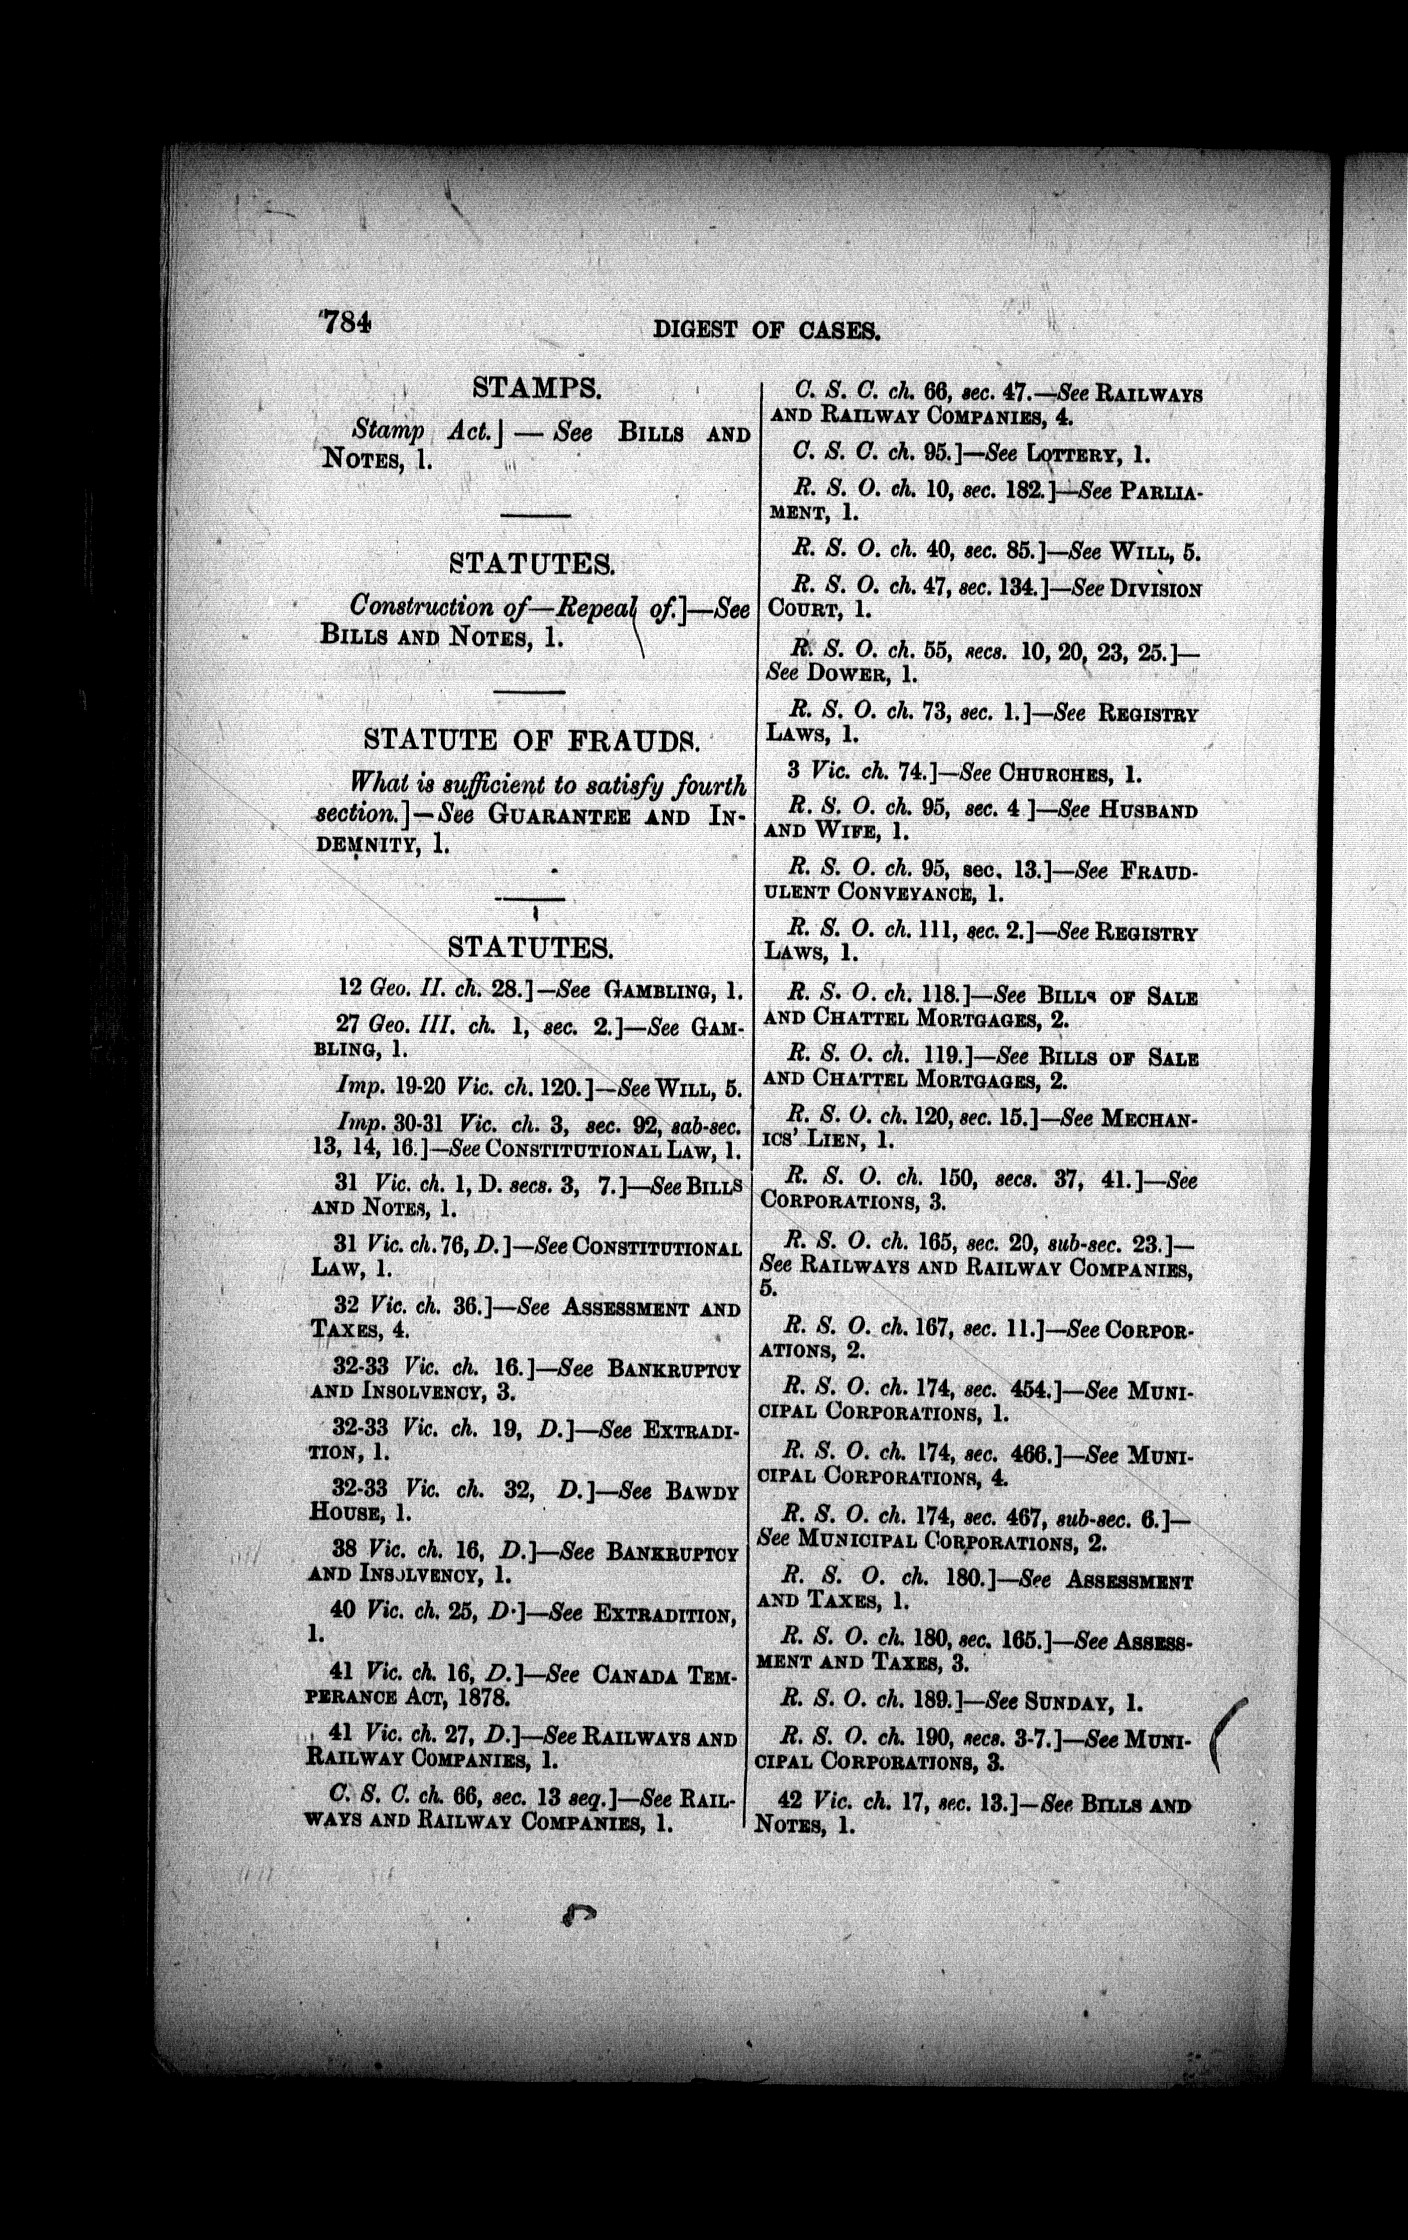 784
DIGEST OF CASES.
STAMPS.
Stamp Act.] — See BILLS AND
NOTES, 1.
STATUTES.
Construction of—Repeal of.]—See
BILLS AND NOTES, 1.
STATUTE OF FRAUDS.
What is sufficient to satisfy fourth
section.]—See GUARANTEE AND IN-
DEMNITY, 1.
STATUTES.
12 Geo. II. ch. 28.]—See GAMBLING, 1.
27 Geo. III. ch. 1, sec. 2.]—See GAM-
BLING, 1.
Imp. 19-20 Vic. ch. 120.]—See WILL, 5.
Imp. 30-31 Vic. ch. 3, sec. 92, sab-sec.
13, 14, 16.]—See CONSTITUTIONAL LAW, 1.
31 Vic. ch. 1, D. secs. 3, 7.]—See BILLS
AND NOTES, 1.
31 Vic. ch. 76, D.]—See CONSTITUTIONAL
LAW, 1.
32 Vic. ch. 36.]—See ASSESSMENT AND
TAXES, 4.
32-33 Vic. ch. 16.]—See BANKRUPTCY
AND INSOLVENCY, 3.
32-33 Vic. ch. 19, D.]—See EXTRADI-
TION, 1.
32-33 Vic. ch. 32, D.]—See BAWDY
HOUSE, 1.
38 Vic. ch. 16, D.]—See BANKRUPTCY
AND INSOLVENCY, 1.
40 Vic. ch. 25, D.]—See EXTRADITION,
1.
41 Vic. ch. 16, D.]—See CANADA TEM-
PERANCE ACT, 1878.
41 Vic. ch. 27, D.]—See RAILWAYS AND
RAILWAY COMPANIES, 1.
C. S. C. ch. 66, sec. 13 seq.]—See RAIL-
WAYS AND RAILWAY COMPANIES, 1.
C. S. C. ch. 66, sec. 47.—See RAILWAYS
AND RAILWAY COMPANIES, 4.
C. S. C. ch. 95.]—See LOTTERY, 1.
R. S. O. ch. 10, sec. 182.]—See PARLIA-
MENT, 1.
R. S. O. ch. 40, sec. 85.]—See WILL, 5.
R. S. O. ch. 47, sec. 134.]—See DIVISION
COURT, 1.
R. S. O. ch. 55, secs. 10, 20, 23, 25.]—
See DOWER, 1.
R. S. O. ch. 73, sec. 1.]—See REGISTRY
LAWS, 1.
3 Vic. ch. 74.]—See CHURCHES, 1.
R. S. O. ch. 95, sec. 4 ]—See HUSBAND
AND WIFE, 1.
R. S. O. ch. 95, sec. 13.]—See FRAUD-
ULENT CONVEYANCE, 1.
R. S. O. ch. 111, sec. 2.]—See REGISTRY
LAWS, 1.
R. S. O. ch. 118.]—See BILLS OF SALE
AND CHATTEL MORTGAGES, 2.
R. S. O. ch. 119.]—See BILLS OF SALE
AND CHATTEL MORTGAGES, 2.
R. S. O. ch. 120, sec. 15.]—See MECHAN-
ICS' LIEN, 1.
R. S. O. ch. 150, secs. 37, 41.]—See
CORPORATIONS, 3.
R. S. O. ch. 165, sec. 20, sub-sec. 23.]—
See RAILWAYS AND RAILWAY COMPANIES,
5.
R. S. O. ch. 167, sec. 11.]—See CORPOR-
ATIONS, 2.
R. S. O. ch. 174, sec. 454.]—See MUNI-
CIPAL CORPORATIONS, 1.
R. S. O. ch. 174, sec. 466.]—See MUNI-
CIPAL CORPORATIONS, 4.
R. S. O. ch. 174, sec. 467, sub-sec. 6.]—
See MUNICIPAL CORPORATIONS, 2.
R. S. O. ch. 180.]—See ASSESSMENT
AND TAXES, 1.
R. S. O. ch. 180, sec. 165.]—See ASSESS-
MENT AND TAXES, 3.
R. S. O. ch. 189.]—See SUNDAY, 1.
R. S. O. ch. 190, secs. 3-7.]—See MUNI-
CIPAL CORPORATIONS, 3.
42 Vic. ch. 17, sec. 13.]—See BILLS AND
NOTES, 1.